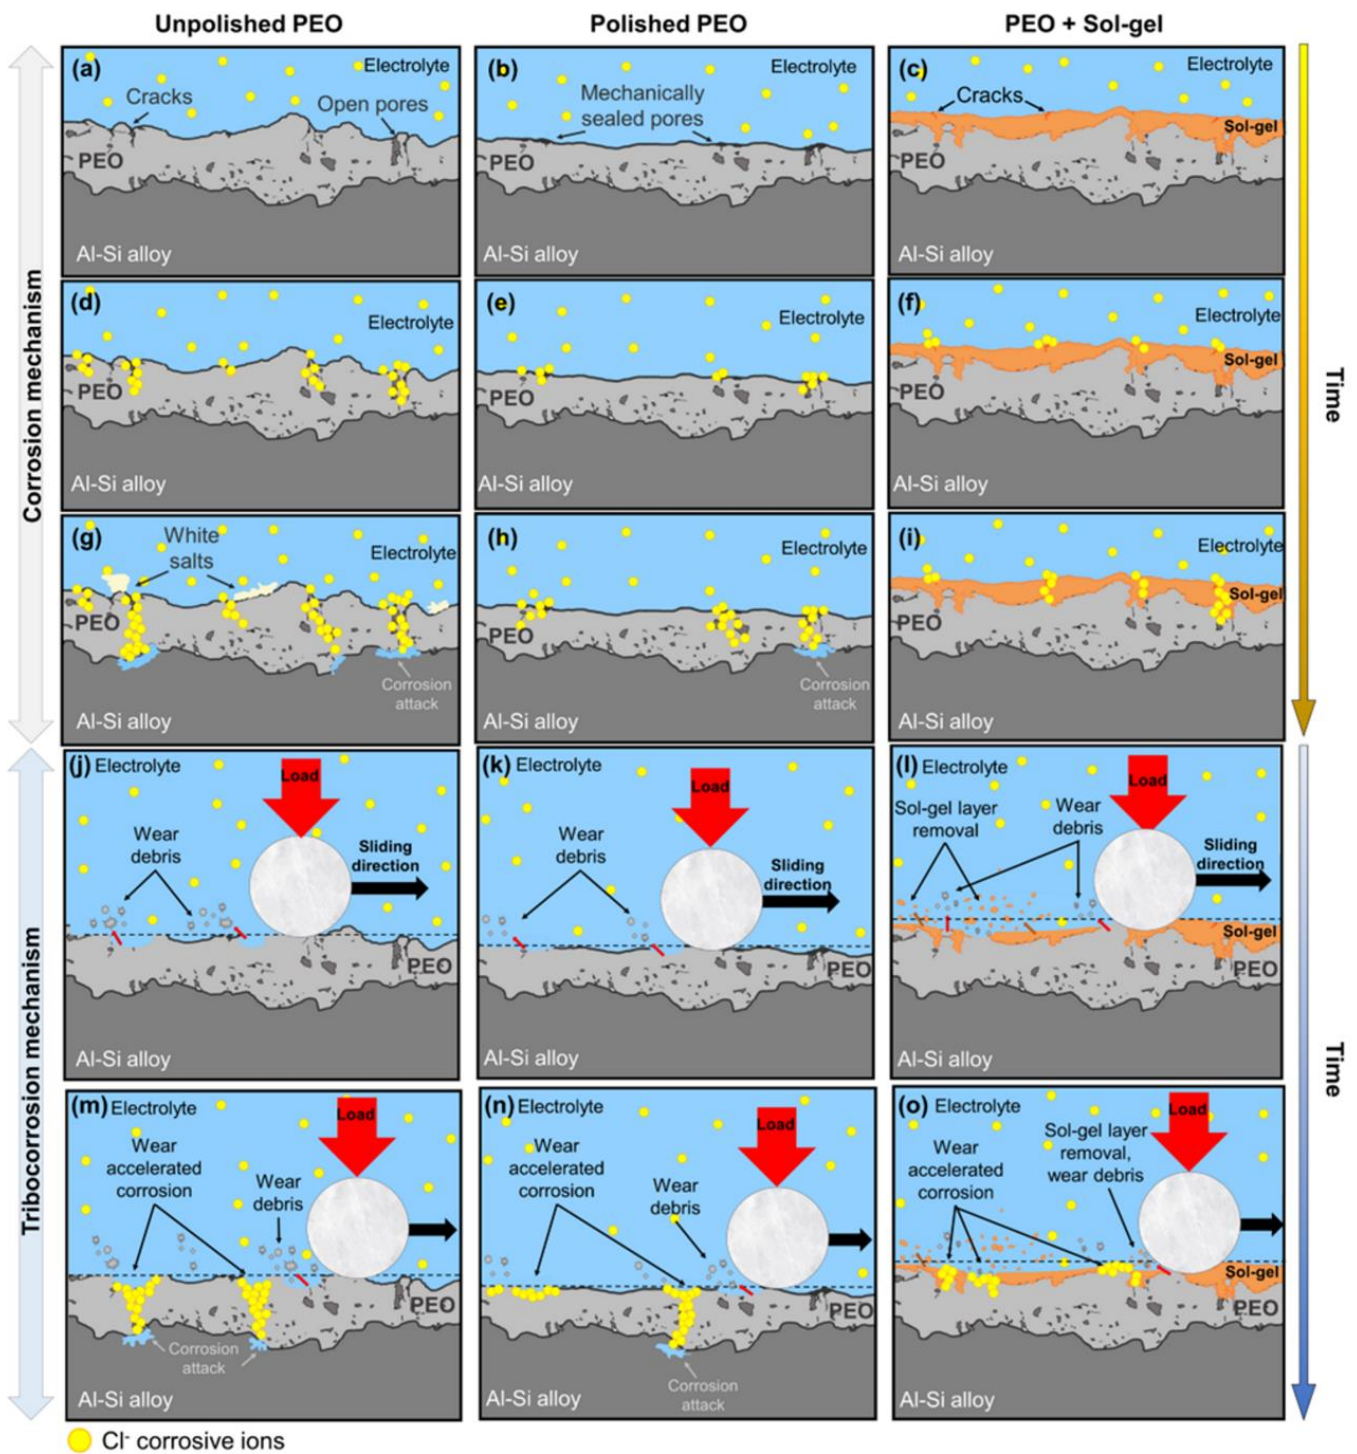 Unpolished PEO
Polished PEO
PEO + Sol-gel
Corrosion mechanism
Time
(a)
Electrolyte
Cracks
Open pores
PEO
Al-Si alloy
(b)
Electrolyte
Mechanically
sealed pores
PEO
Al-Si alloy
(c)
Electrolyte
Cracks
Sol-gel
PEO
Al-Si alloy
(d)
Electrolyte
PEO
Al-Si alloy
(e)
Electrolyte
PEO
Al-Si alloy
(f)
Electrolyte
Sol-gel
PEO
Al-Si alloy
(g)
White
salts
Electrolyte
PEO
Corrosion
attack
Al-Si alloy
(h)
Electrolyte
PEO
Corrosion
attack
Al-Si alloy
(i)
Electrolyte
Sol-gel
PEO
Al-Si alloy
Tribocorrosion mechanism
Time
(j) Electrolyte
Load
Wear
debris
Sliding
direction
PEO
Al-Si alloy
(k) Electrolyte
Load
Wear
debris
Sliding
direction
PEO
Al-Si alloy
(l) Electrolyte
Load
Sol-gel layer
removal
Wear
debris
Sliding
direction
Sol-gel
PEO
Al-Si alloy
(m) Electrolyte
Load
Wear
accelerated
corrosion
Wear
debris
PEO
Corrosion
attack
Al-Si alloy
(n) Electrolyte
Load
Wear
accelerated
corrosion
Wear
debris
PEO
Corrosion
attack
Al-Si alloy
(o) Electrolyte
Load
Wear
accelerated
corrosion
Sol-gel layer
removal,
wear debris
Sol-gel
PEO
Al-Si alloy
Cl⁻ corrosive ions